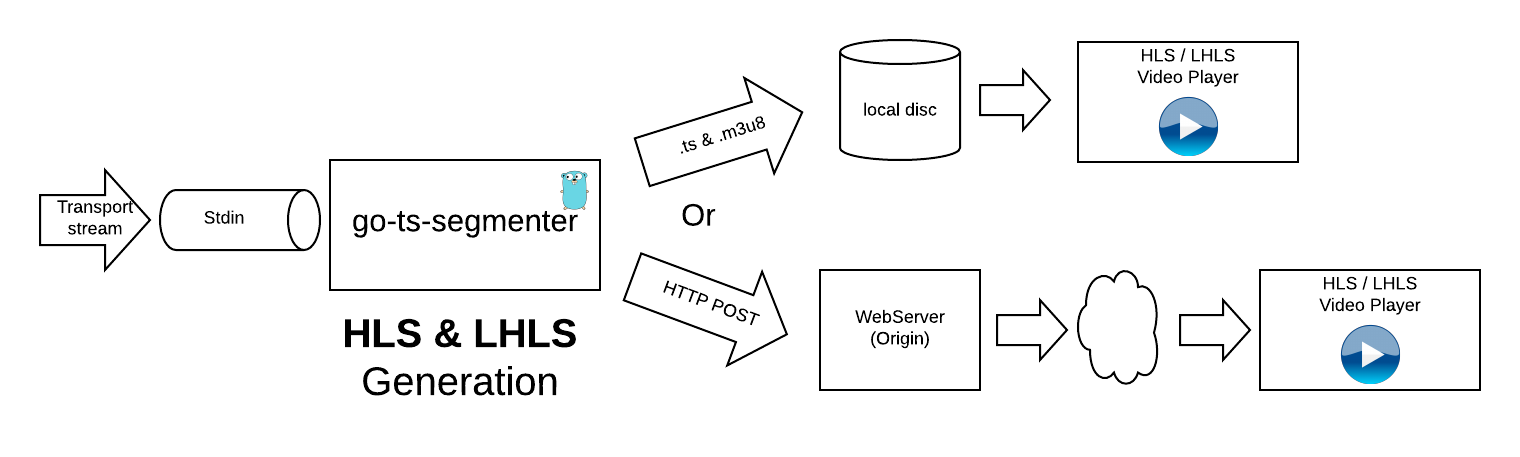 Transport
stream
Stdin
go-ts-segmenter
HLS & LHLS
Generation
.ts & .m3u8
Or
HTTP POST
local disc
HLS / LHLS
Video Player
WebServer
(Origin)
HLS / LHLS
Video Player